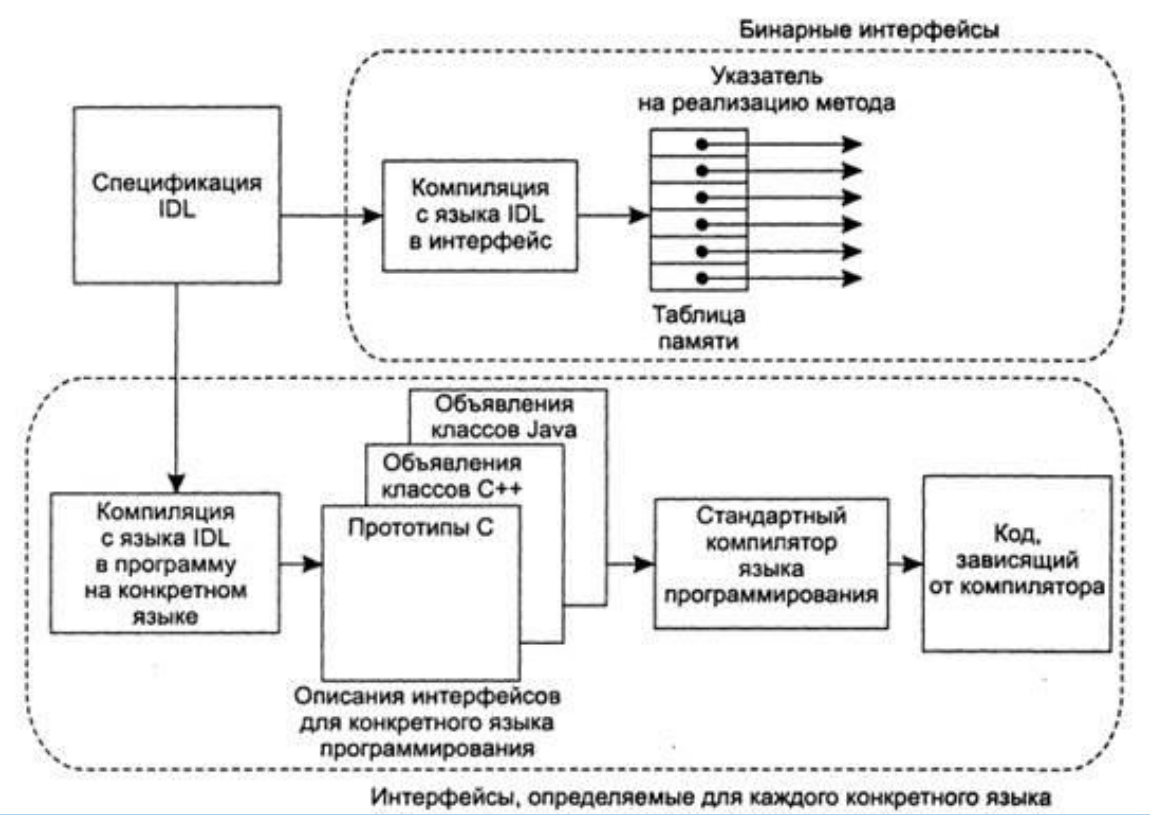 Бинарные интерфейсы
Указатель
на реализацию метода
Спецификация
IDL
Компиляция
с языка IDL
в интерфейс
Таблица
памяти
Объявления
классов Java
Объявления
классов C++
Прототипы C
Компиляция
с языка IDL
в программу
на конкретном
языке
Стандартный
компилятор
языка
программирования
Код,
зависящий
от компилятора
Описания интерфейсов
для конкретного языка
программирования
Интерфейсы, определяемые для каждого конкретного языка